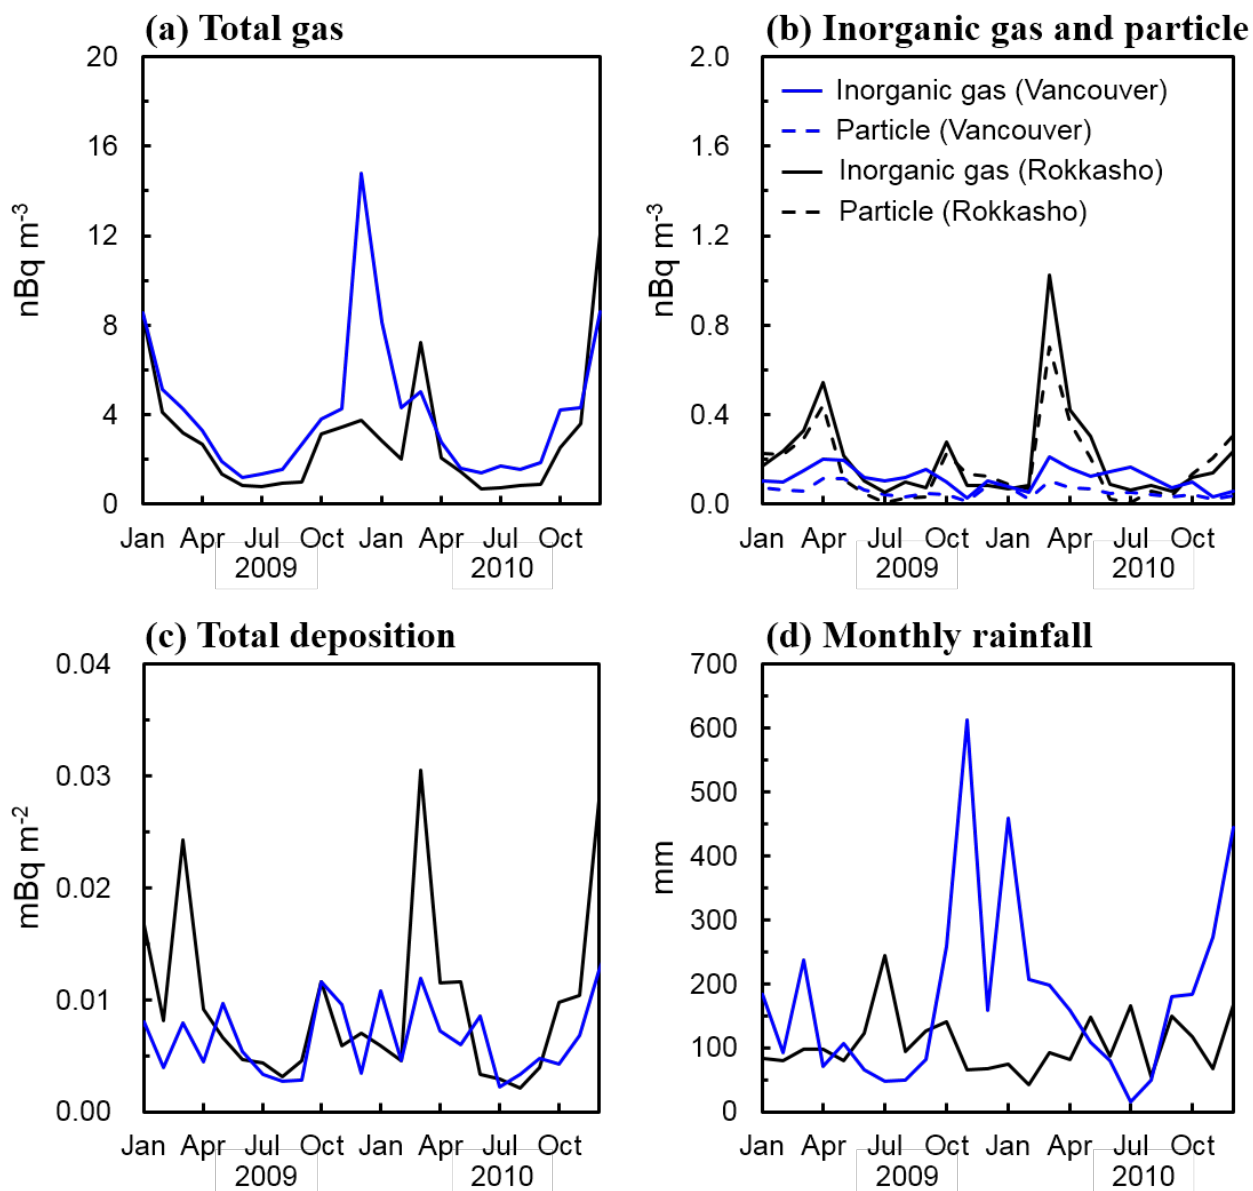 (a) Total gas
20
16
12
8
4
0
nBq m-3
Jan Apr Jul Oct Jan Apr Jul Oct
2009 2010
(b) Inorganic gas and particle
2.0
1.6
1.2
0.8
0.4
0.0
nBq m-3
Inorganic gas (Vancouver)
Particle (Vancouver)
Inorganic gas (Rokkasho)
Particle (Rokkasho)
Jan Apr Jul Oct Jan Apr Jul Oct
2009 2010
(c) Total deposition
0.04
0.03
0.02
0.01
0.00
mBq m-2
Jan Apr Jul Oct Jan Apr Jul Oct
2009 2010
(d) Monthly rainfall
700
600
500
400
300
200
100
0
mm
Jan Apr Jul Oct Jan Apr Jul Oct
2009 2010